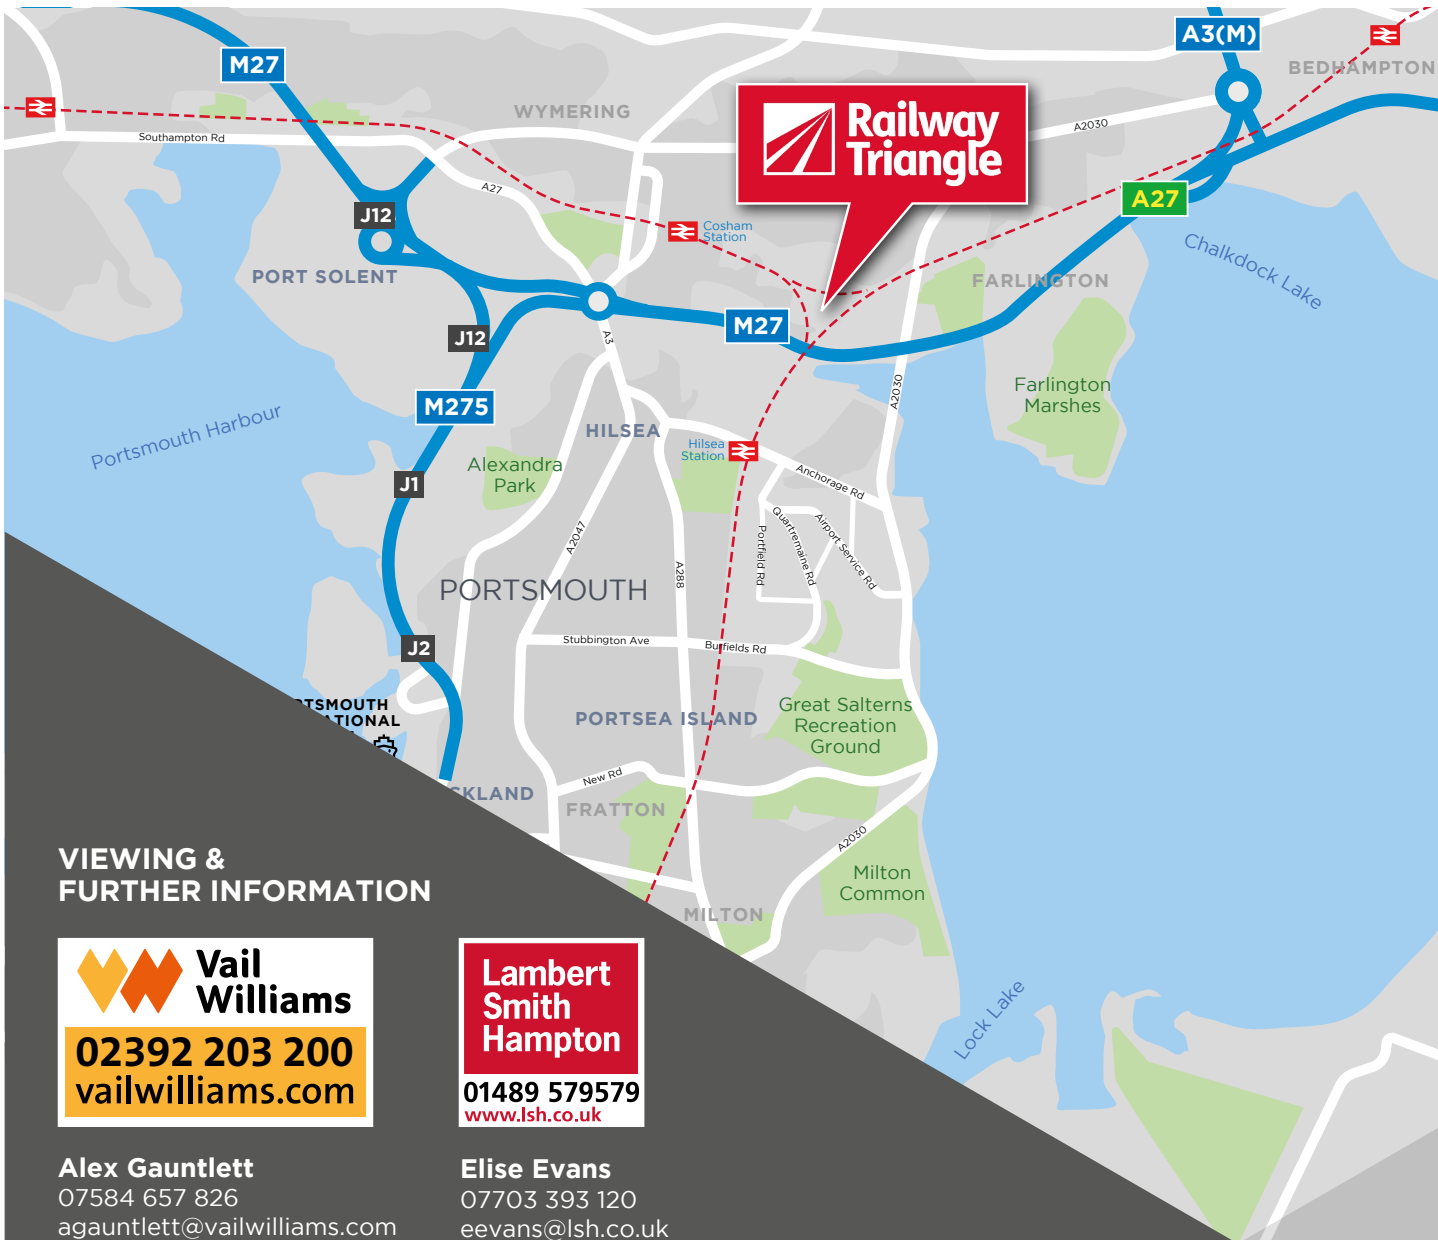 A3(M)
M27
BEDHAMPTON
WYMERING
Railway
Triangle
A2030
Southampton Rd
A27
A27
J12
Cosham
Station
Chalkdock Lake
PORT SOLENT
FARLINGTON
M27
J12
A3
A2030
Farlington
Marshes
M275
Portsmouth Harbour
HILSEA
Hilsea
Station
Alexandra
Park
Anchorage Rd
J1
A2047
Portfield Rd
Quartremaine Rd
Airport Service Rd
A288
PORTSMOUTH
Stubbington Ave
Burfields Rd
J2
TSMOUTH
ATIONAL
PORTSEA ISLAND
Great Salterns
Recreation
Ground
New Rd
CKLAND
FRATTON
A2030
Milton
Common
MILTON
Lock Lake
VIEWING &
FURTHER INFORMATION
Vail
Williams
02392 203 200
vailwilliams.com
Lambert
Smith
Hampton
01489 579579
www.lsh.co.uk
Alex Gauntlett
07584 657 826
agauntlett@vailwilliams.com
Elise Evans
07703 393 120
eevans@lsh.co.uk